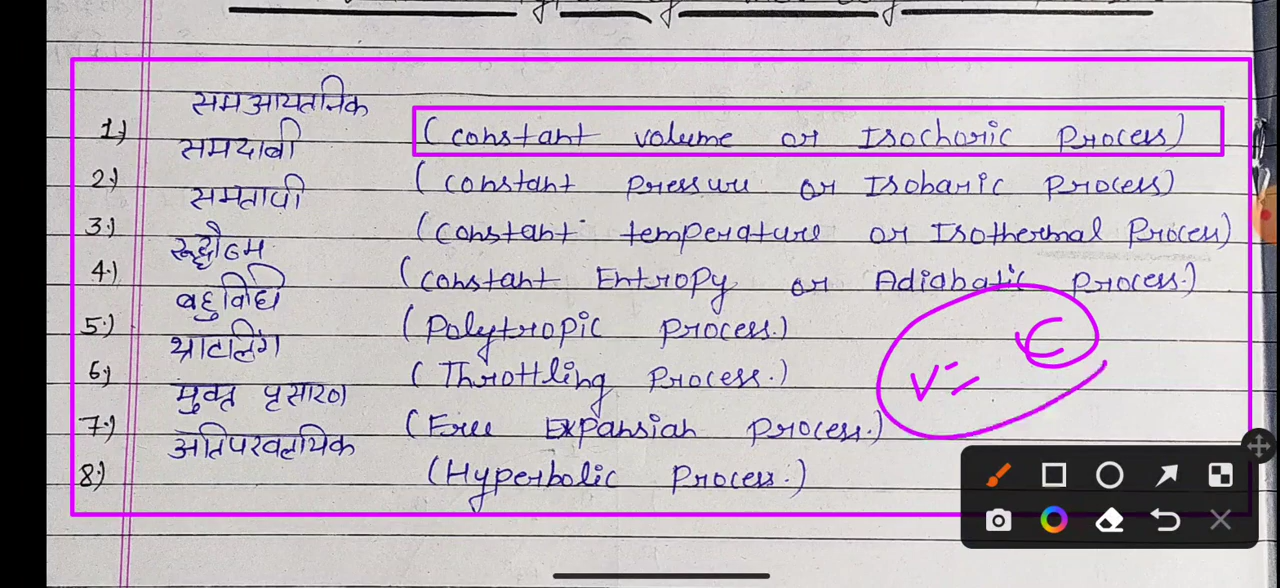 समआयतनिक
1) (constant volume or Isochoric Process)
समदाबी
2.) (constant pressure or Isobaric Process)
समतापी
3.) (constant temperature or Isothermal Process)
रूद्धोष्म
4.) (constant Entropy or Adiabatic Process.)
बहुविधि
5.) (Polytropic Process.)
थ्राटलिंग
6) (Throttling Process.)
मुक्त प्रसारण
7.) (Free Expansion Process.)
अतिपरवलयिक
8.) (Hyperbolic Process.)
V = C